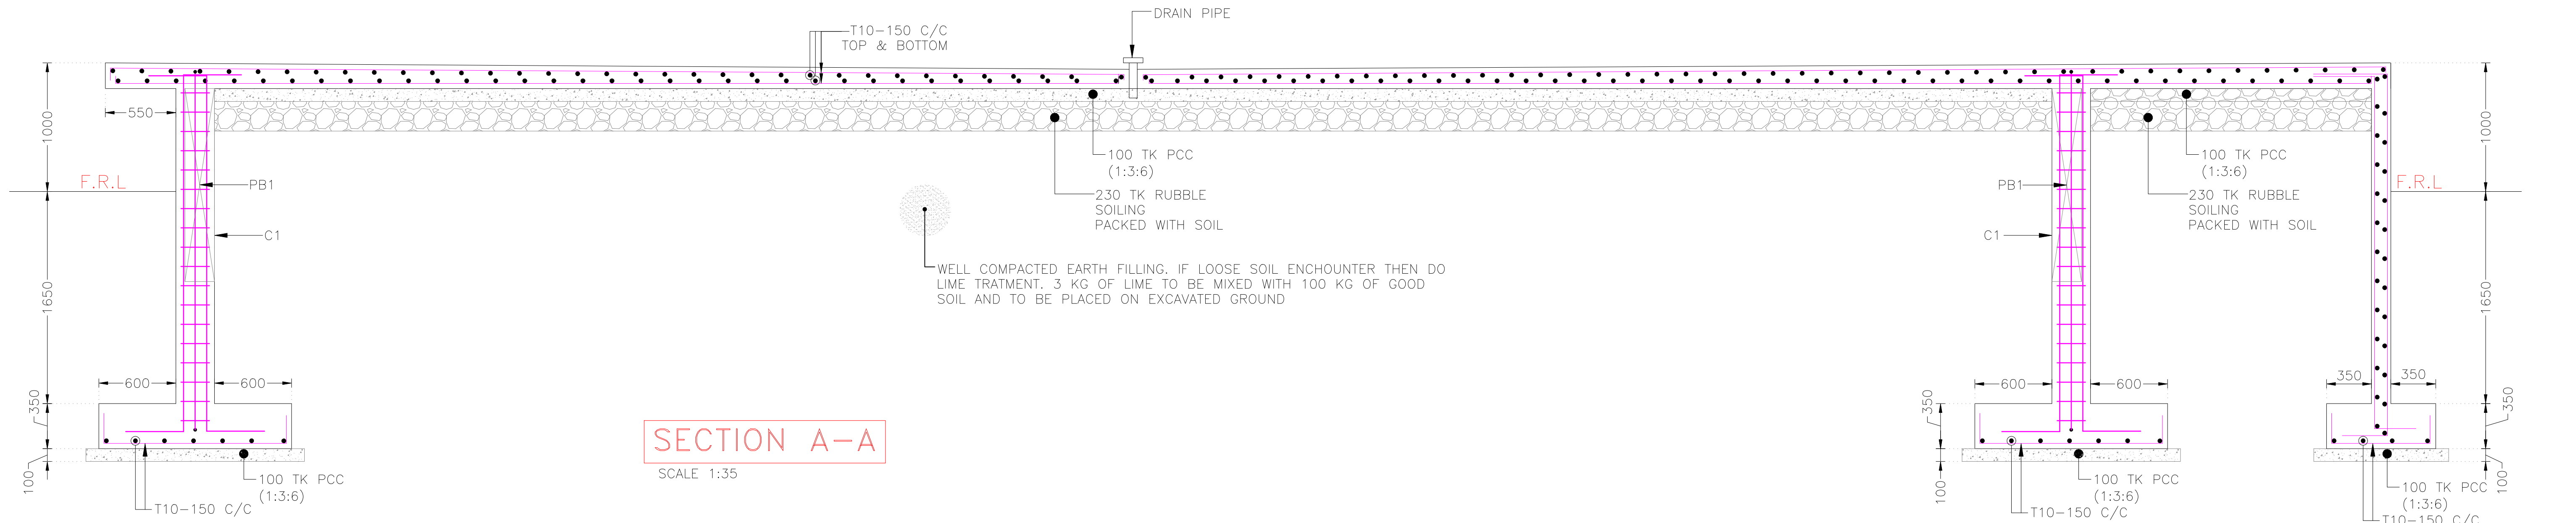 DRAIN PIPE
T10-150 C/C
TOP & BOTTOM
550
1000
F.R.L
PB1
C1
1650
600
600
350
100
100 TK PCC
(1:3:6)
T10-150 C/C
100 TK PCC
(1:3:6)
230 TK RUBBLE
SOILING
PACKED WITH SOIL
WELL COMPACTED EARTH FILLING. IF LOOSE SOIL ENCHOUNTER THEN DO
LIME TRATMENT. 3 KG OF LIME TO BE MIXED WITH 100 KG OF GOOD
SOIL AND TO BE PLACED ON EXCAVATED GROUND
SECTION A-A
SCALE 1:35
PB1
C1
100 TK PCC
(1:3:6)
230 TK RUBBLE
SOILING
PACKED WITH SOIL
F.R.L
1000
1650
600
600
350
100
100 TK PCC
(1:3:6)
T10-150 C/C
350
350
350
100
100 TK PCC
(1:3:6)
T10-150 C/C